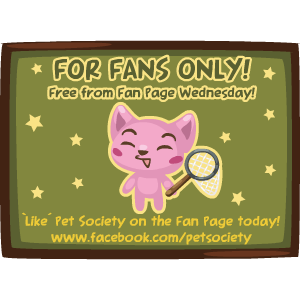 FOR FANS ONLY!
Free from Fan Page Wednesday!
`Like´ Pet Society on the Fan Page today!
www.facebook.com/petsociety